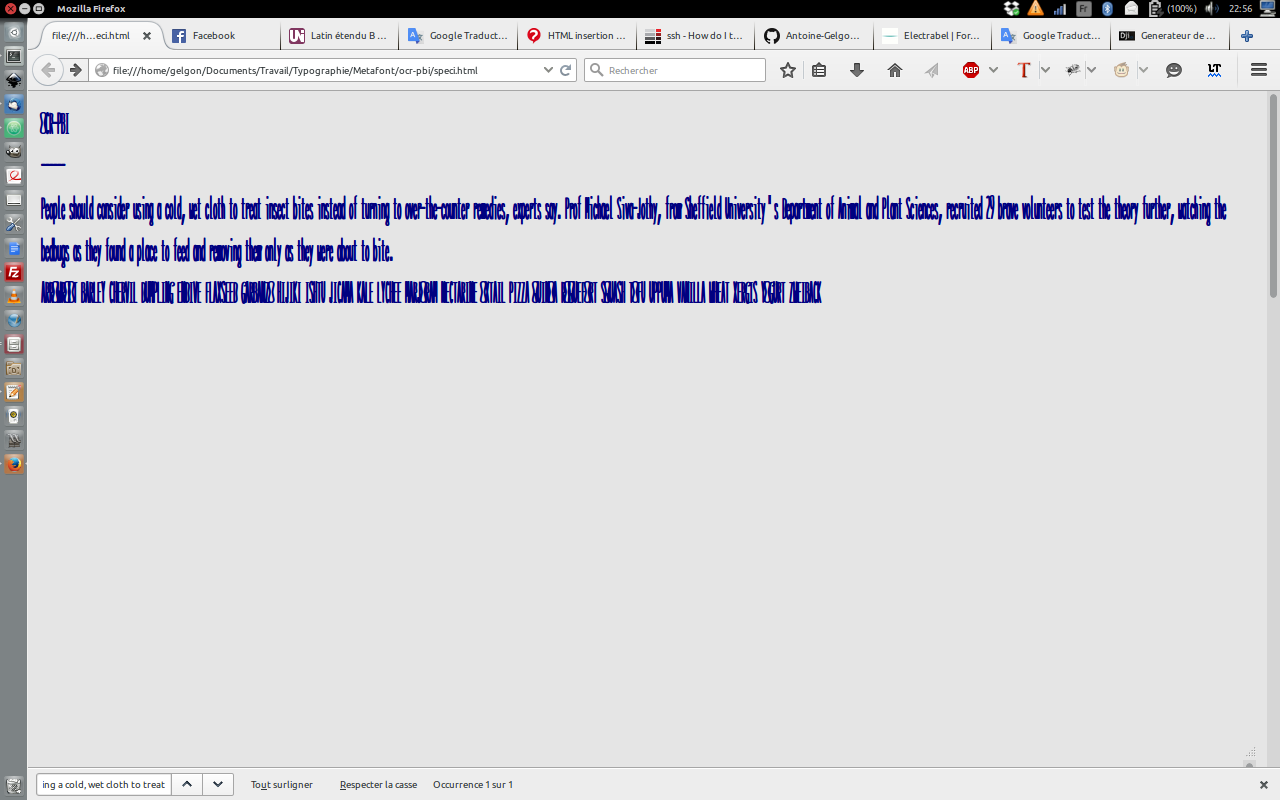 Mozilla Firefox
Fr
(100%)
22:56
file:///h...eci.html
Facebook
Latin étendu B ...
Google Traduct...
HTML insertion ...
ssh - How do I t...
Antoine-Gelgo...
Electrabel | For...
Google Traduct...
Generateur de ...
file:///home/gelgon/Documents/Travail/Typographie/Metafont/ocr-pbi/speci.html
Rechercher
ABP
LT
OCR-PBI
People should consider using a cold, wet cloth to treat insect bites instead of turning to over-the-counter remedies, experts say. Prof Michael Siva-Jothy, from Sheffield University's Department of Animal and Plant Sciences, recruited 29 brave volunteers to test the theory further, watching the
bedbugs as they found a place to feed and removing them only as they were about to bite.
BARLEY CHERVIL DUMPLING ENDIVE FLAXSEED GARBANZO HIJIKI ISHTU JICAMA KALE LYCHEE MARJORAM NECTARINE OXTAIL PIZZA QUINOA ROQUEFORT SQUASH TOFU UPPUMA VANILLA WHEAT XERGIS YOGURT ZWEIBACK
ing a cold, wet cloth to treat
Tout surligner
Respecter la casse
Occurrence 1 sur 1